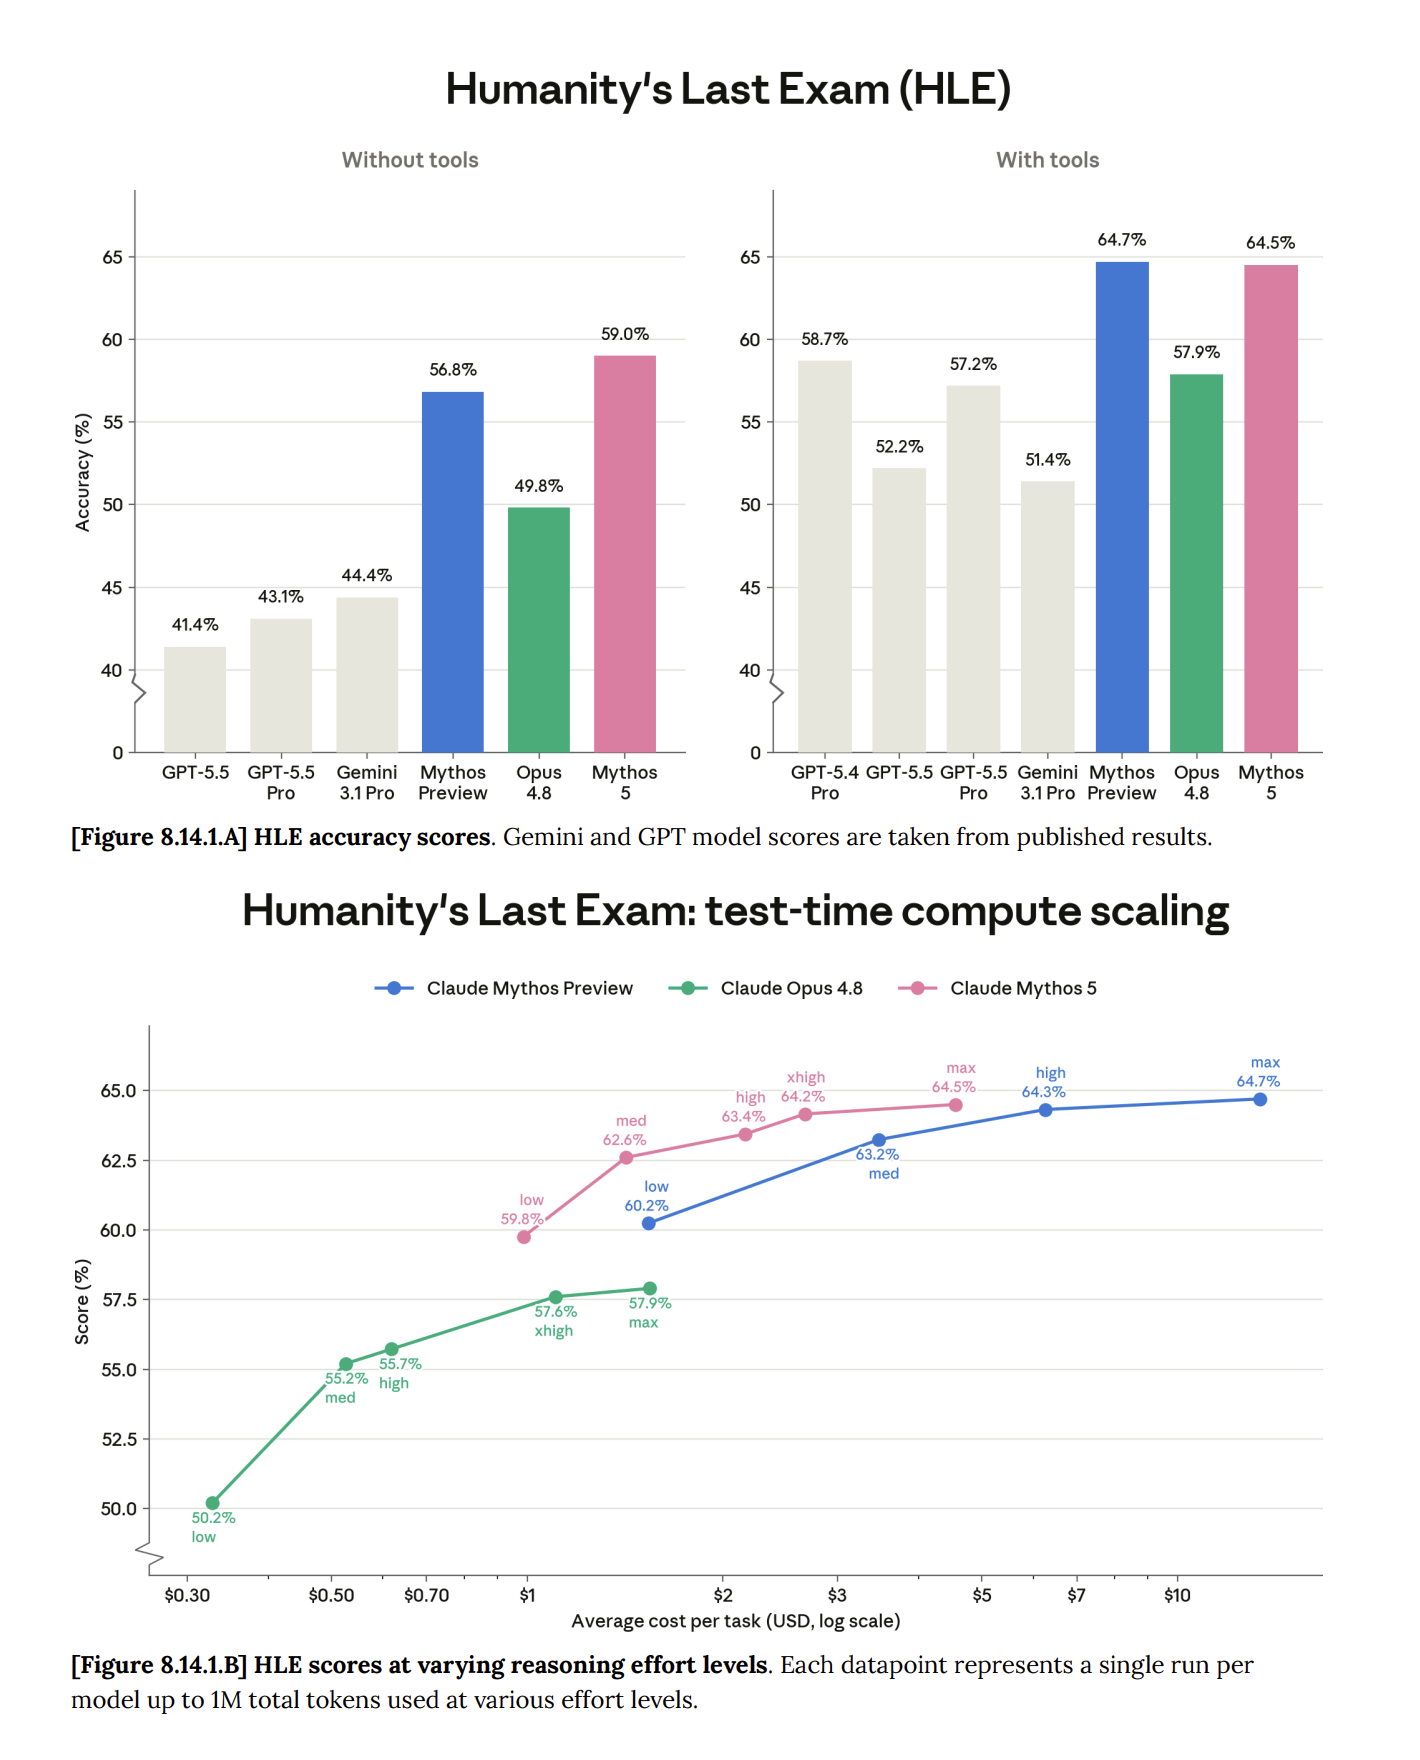 Humanity's Last Exam (HLE)
Without tools
With tools
Accuracy (%)
65
60
55
50
45
40
0
41.4%
43.1%
44.4%
56.8%
49.8%
59.0%
GPT-5.5
GPT-5.5 Pro
Gemini 3.1 Pro
Mythos Preview
Opus 4.8
Mythos 5
65
60
55
50
45
40
0
58.7%
52.2%
57.2%
51.4%
64.7%
57.9%
64.5%
GPT-5.4 Pro
GPT-5.5
GPT-5.5 Pro
Gemini 3.1 Pro
Mythos Preview
Opus 4.8
Mythos 5
[Figure 8.14.1.A] HLE accuracy scores. Gemini and GPT model scores are taken from published results.
Humanity's Last Exam: test-time compute scaling
Claude Mythos Preview
Claude Opus 4.8
Claude Mythos 5
Score (%)
65.0
62.5
60.0
57.5
55.0
52.5
50.0
low
59.8%
med
62.6%
high
63.4%
xhigh
64.2%
max
64.5%
low
60.2%
63.2%
med
high
64.3%
max
64.7%
50.2%
low
55.2%
med
55.7%
high
57.6%
xhigh
57.9%
max
$0.30
$0.50
$0.70
$1
$2
$3
$5
$7
$10
Average cost per task (USD, log scale)
[Figure 8.14.1.B] HLE scores at varying reasoning effort levels. Each datapoint represents a single run per
model up to 1M total tokens used at various effort levels.